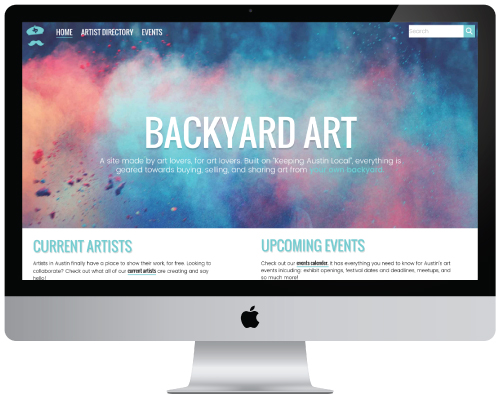 HOME ARTIST DIRECTORY EVENTS Search
BACKYARD ART
A site made by art lovers, for art lovers. Built on "Keeping Austin Local", everything is
geared towards buying, selling, and sharing art from your own backyard.
CURRENT ARTISTS
Artists in Austin finally have a place to show their work, for free. Looking to
collaborate? Check out what all of our current artists are creating and say
hello!
UPCOMING EVENTS
Check out our events calendar, it has everything you need to know for Austin's art
events inlcuding: exhibit openings, festival dates and deadlines, meetups, and
so much more!